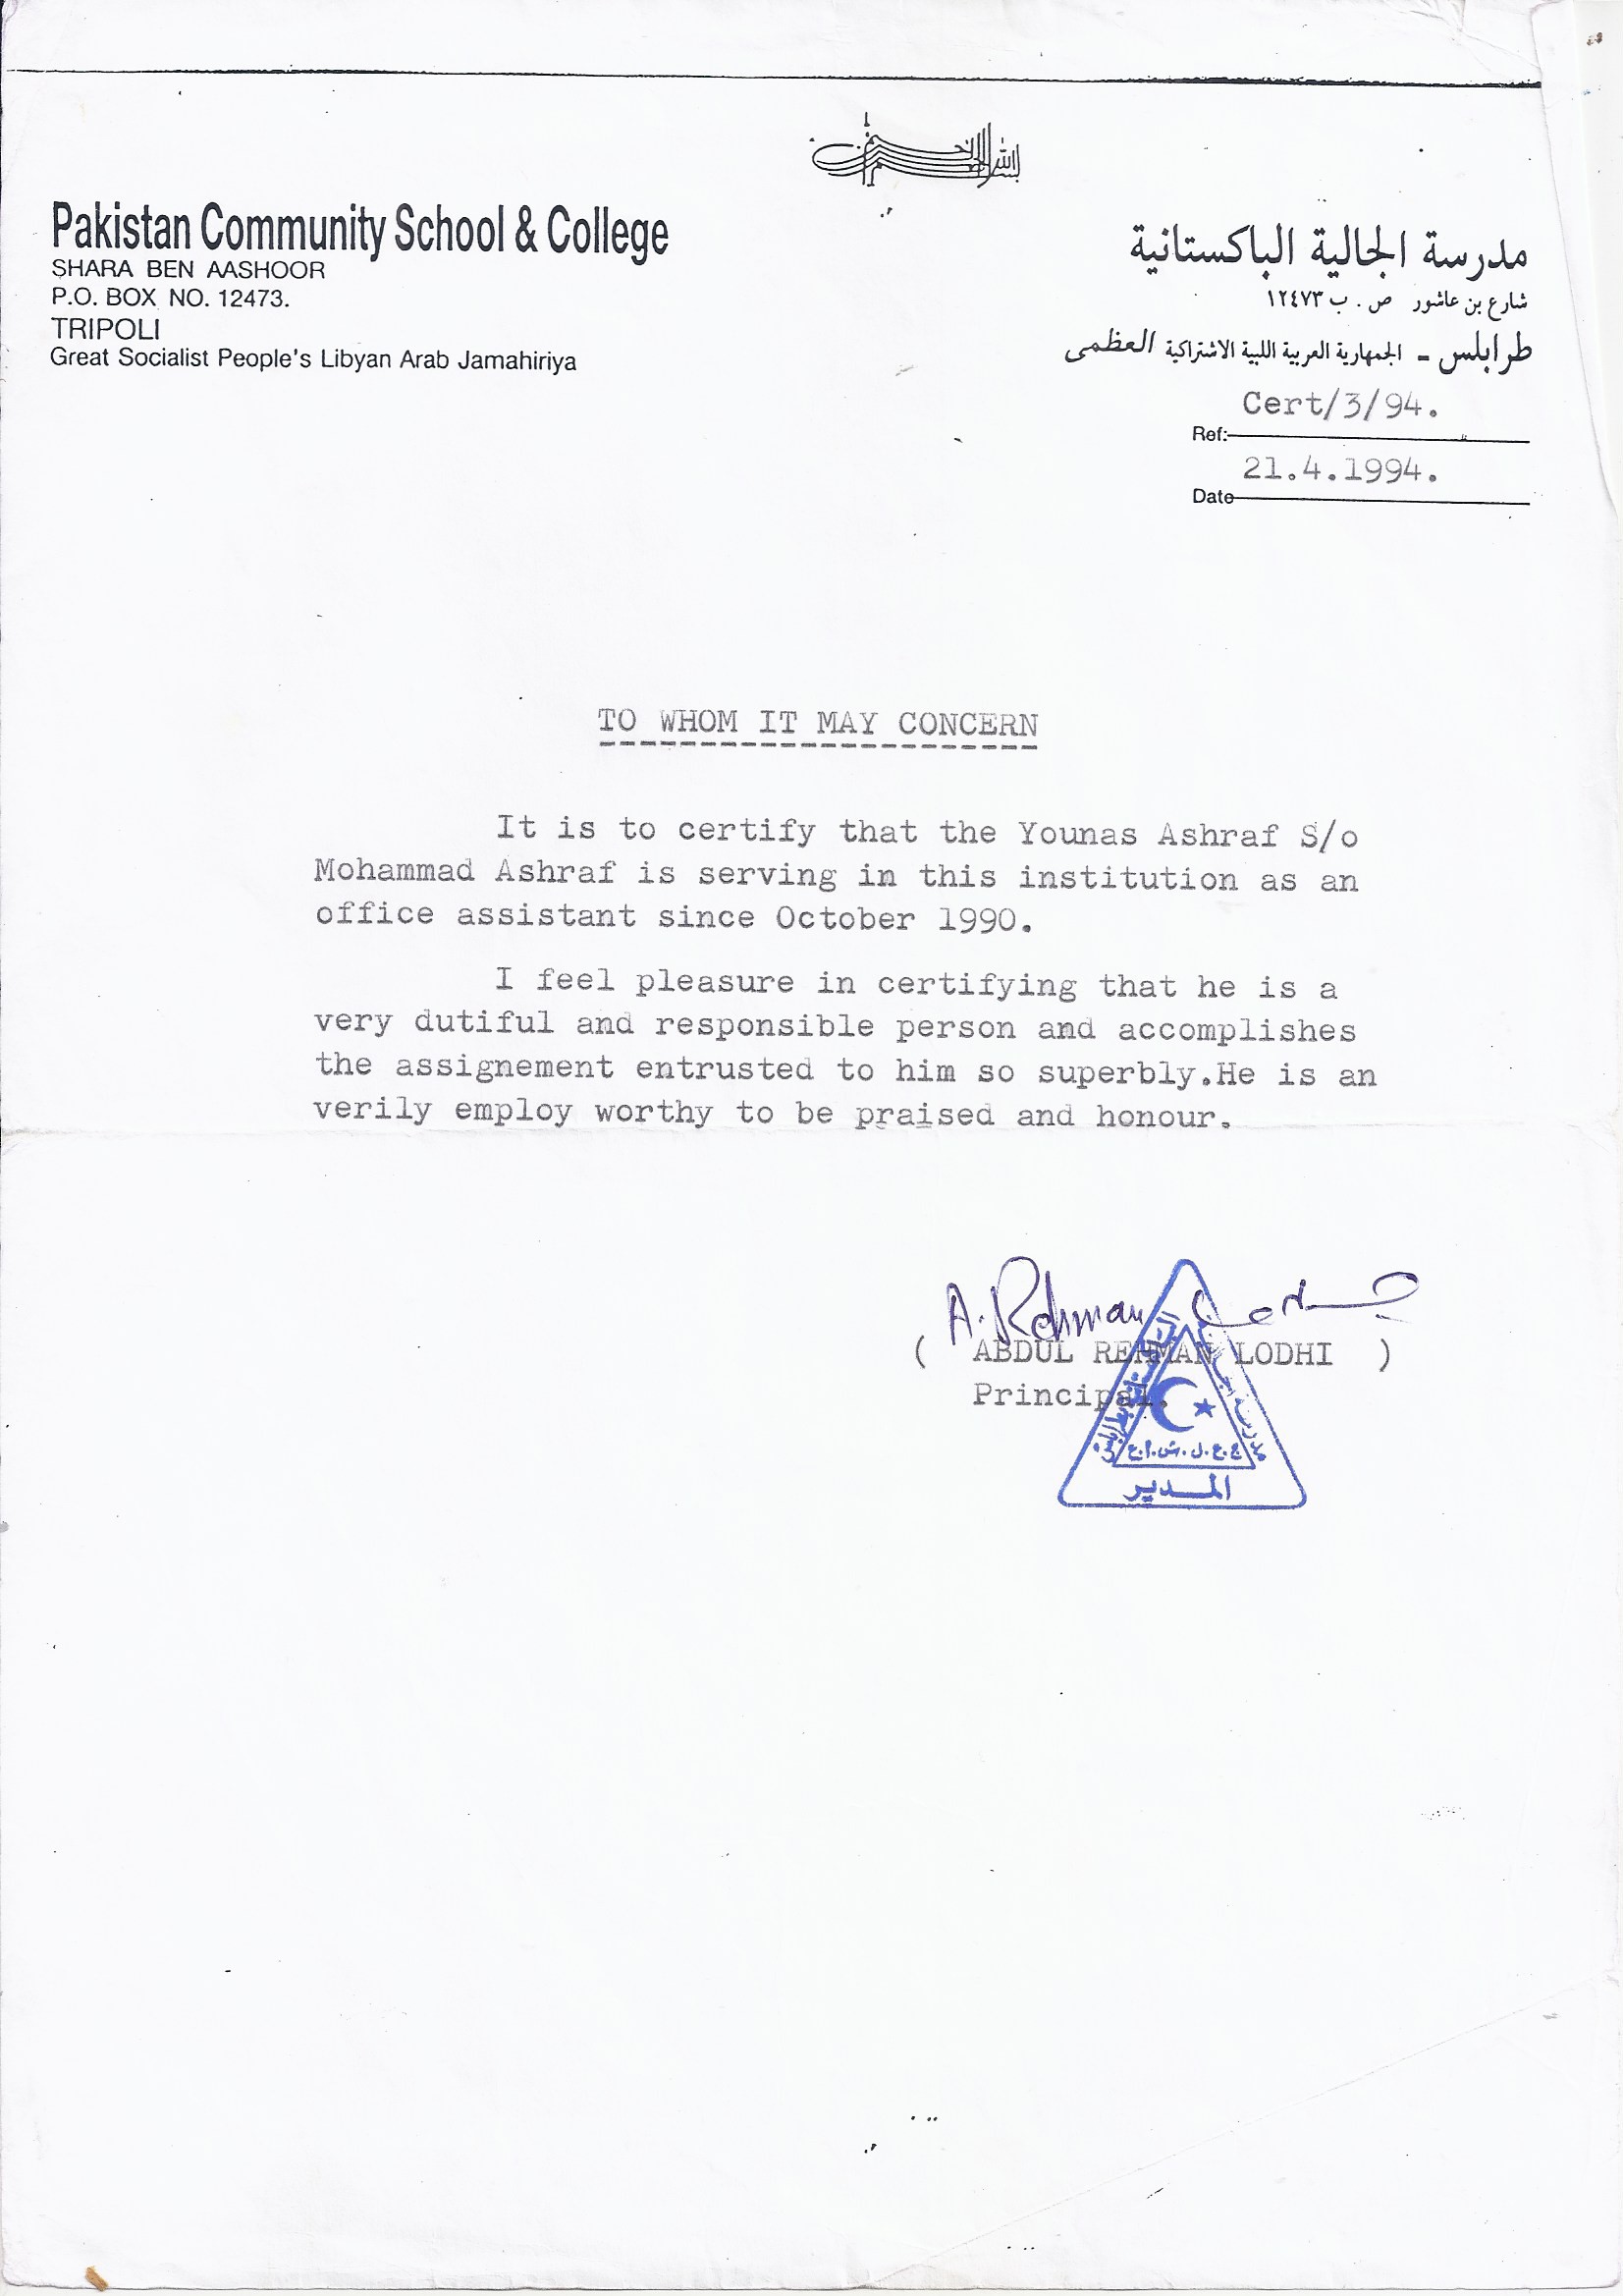 بسم الله الرحمن الرحيم
Pakistan Community School & College
SHARA BEN AASHOOR
P.O. BOX NO. 12473.
TRIPOLI
Great Socialist People's Libyan Arab Jamahiriya
مدرسة الجالية الباكستانية
شارع بن عاشور ص . ب ١٢٤٧٣
طرابلس - الجمهارية العربية اللبية الاشتراكية العظمى
Cert/3/94.
Ref:
21.4.1994.
Date
TO WHOM IT MAY CONCERN
It is to certify that the Younas Ashraf S/o
Mohammad Ashraf is serving in this institution as an
office assistant since October 1990.
I feel pleasure in certifying that he is a
very dutiful and responsible person and accomplishes
the assignement entrusted to him so superbly.He is an
verily employ worthy to be praised and honour.
A. Rehman
( ABDUL REHMAN LODHI )
Principal.
ج.ع.ل.ش.ا.ع
المدير